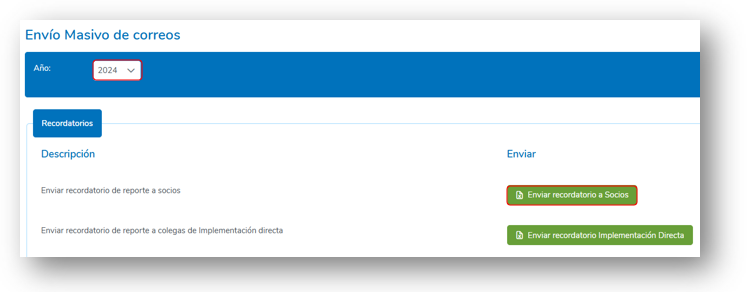 Envío Masivo de correos
Año: 2024
Recordatorios
Descripción Enviar
Enviar recordatorio de reporte a socios Enviar recordatorio a Socios
Enviar recordatorio de reporte a colegas de Implementación directa Enviar recordatorio Implementación Directa